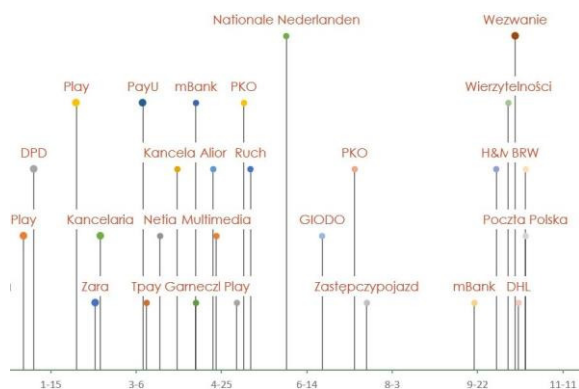 Nationale Nederlanden Wezwanie
Play PayU mBank PKO Wierzytelności
DPD Kancela Alior Ruch PKO H&M BRW
Play Kancelaria Netia Multimedia GIODO Poczta Polska
Zara Tpay Garneczl Play Zastępczypojazd mBank DHL
1-15 3-6 4-25 6-14 8-3 9-22 11-11